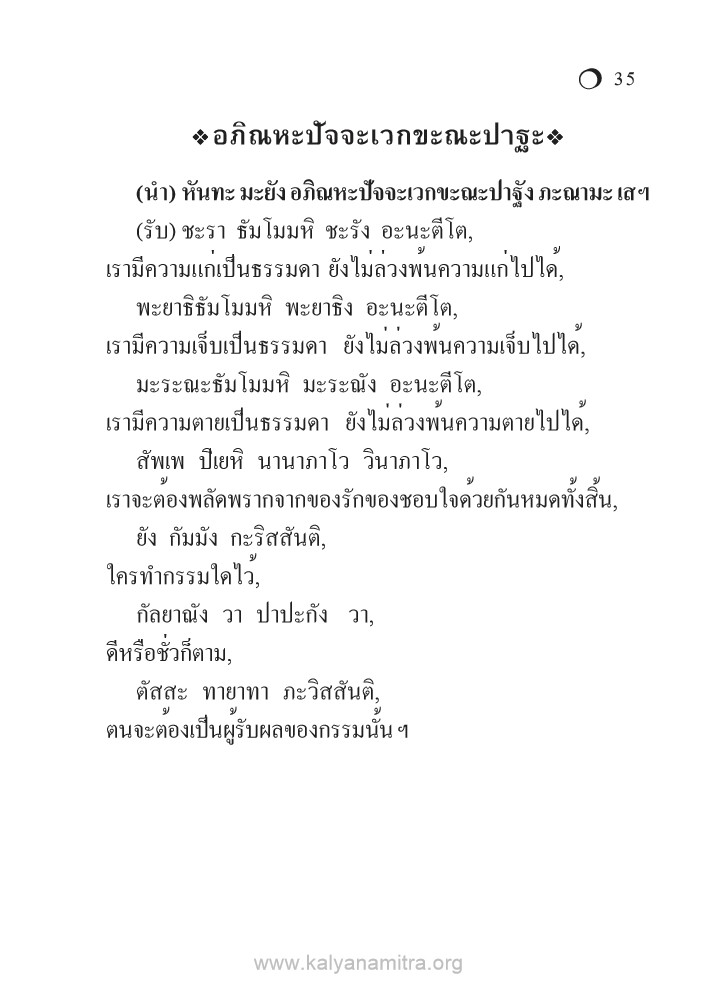 35
❖อภิณหะปัจจะเวกขะณะปาฐะ❖
(นำ) หันทะ มะยัง อภิณหะปัจจะเวกขะณะปาฐัง ภะณามะ เส ฯ
(รับ) ชะรา ธัมโมมหิ ชะรัง อะนะตีโต,
เรามีความแก่เป็นธรรมดา ยังไม่ล่วงพ้นความแก่ไปได้,
พะยาธิธัมโมมหิ พะยาธิง อะนะตีโต,
เรามีความเจ็บเป็นธรรมดา ยังไม่ล่วงพ้นความเจ็บไปได้,
มะระณะธัมโมมหิ มะระณัง อะนะตีโต,
เรามีความตายเป็นธรรมดา ยังไม่ล่วงพ้นความตายไปได้,
สัพเพ ปิเยหิ นานาภาโว วินาภาโว,
เราจะต้องพลัดพรากจากของรักของชอบใจด้วยกันหมดทั้งสิ้น,
ยัง กัมมัง กะริสสันติ,
ใครทำกรรมใดไว้,
กัลยาณัง วา ปาปะกัง วา,
ดีหรือชั่วก็ตาม,
ตัสสะ ทายาทา ภะวิสสันติ,
ตนจะต้องเป็นผู้รับผลของกรรมนั้น ฯ
www.kalyanamitra.org